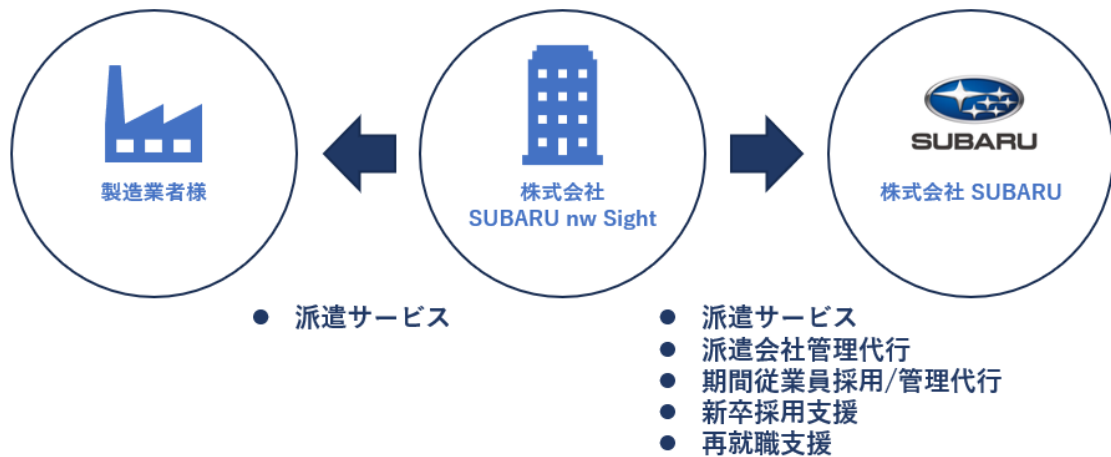 製造業者様
株式会社
SUBARU nw Sight
SUBARU
株式会社 SUBARU
● 派遣サービス
● 派遣サービス
● 派遣会社管理代行
● 期間従業員採用/管理代行
● 新卒採用支援
● 再就職支援